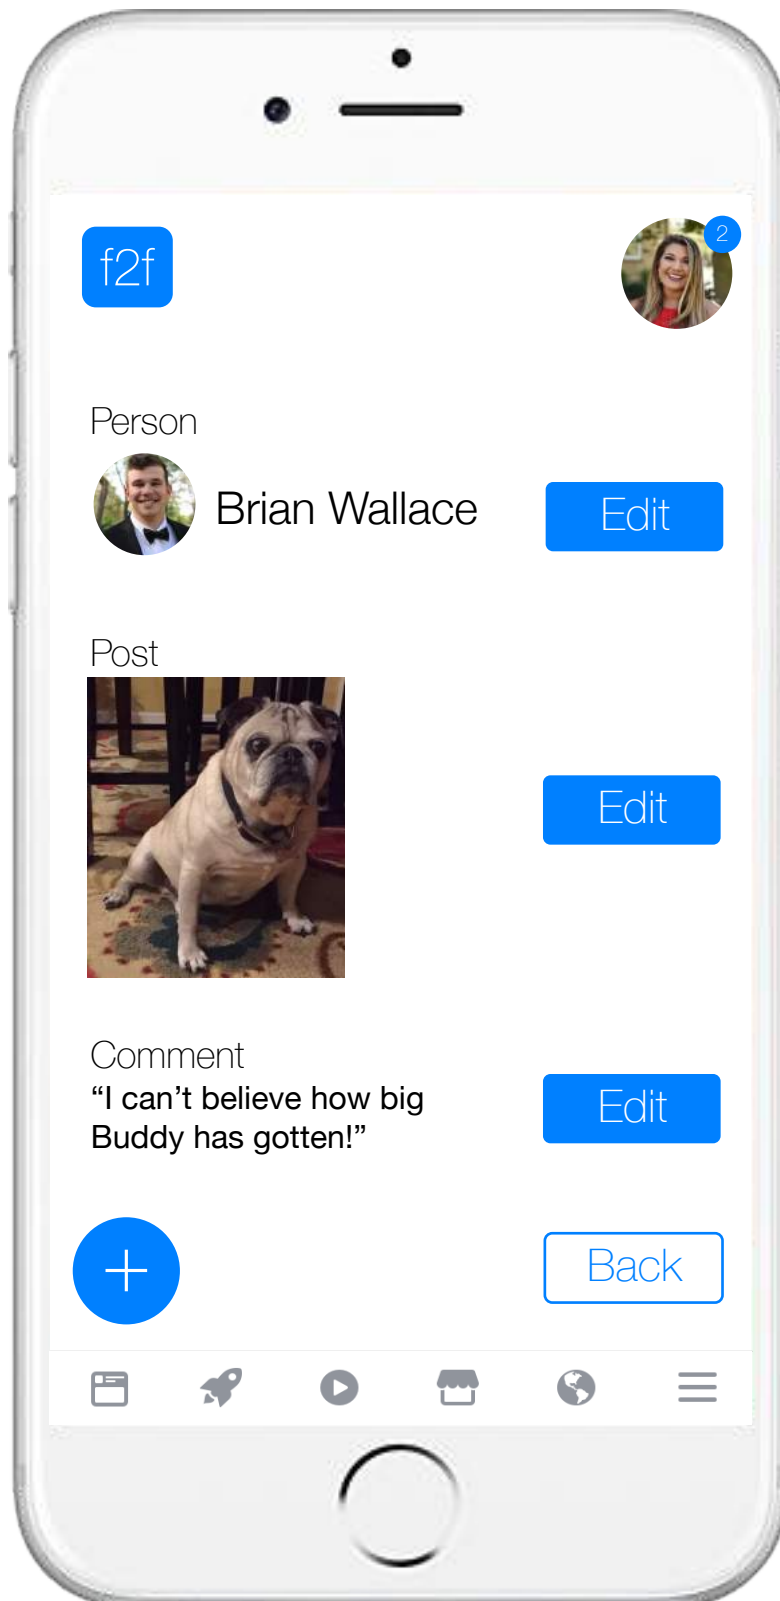 f2f
2
Person
Brian Wallace
Edit
Post
Edit
Comment
“I can’t believe how big
Buddy has gotten!”
Edit
Back